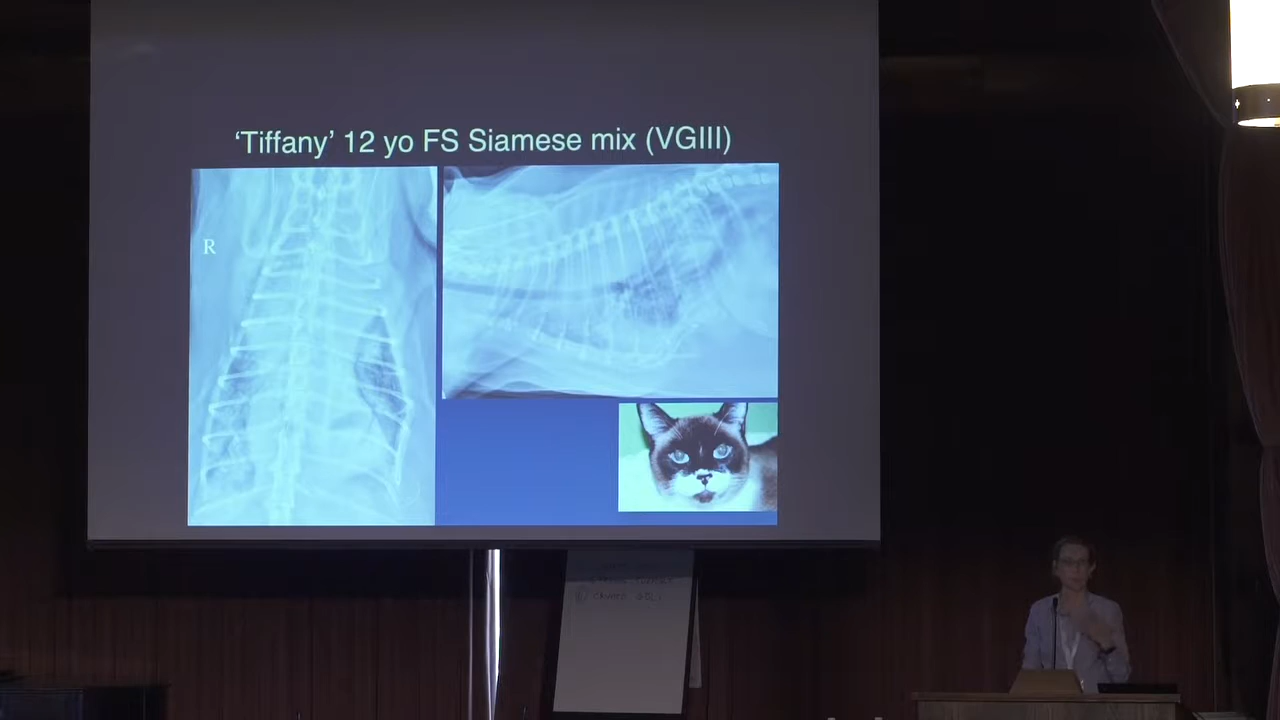 ‘Tiffany’ 12 yo FS Siamese mix (VGIII)
R